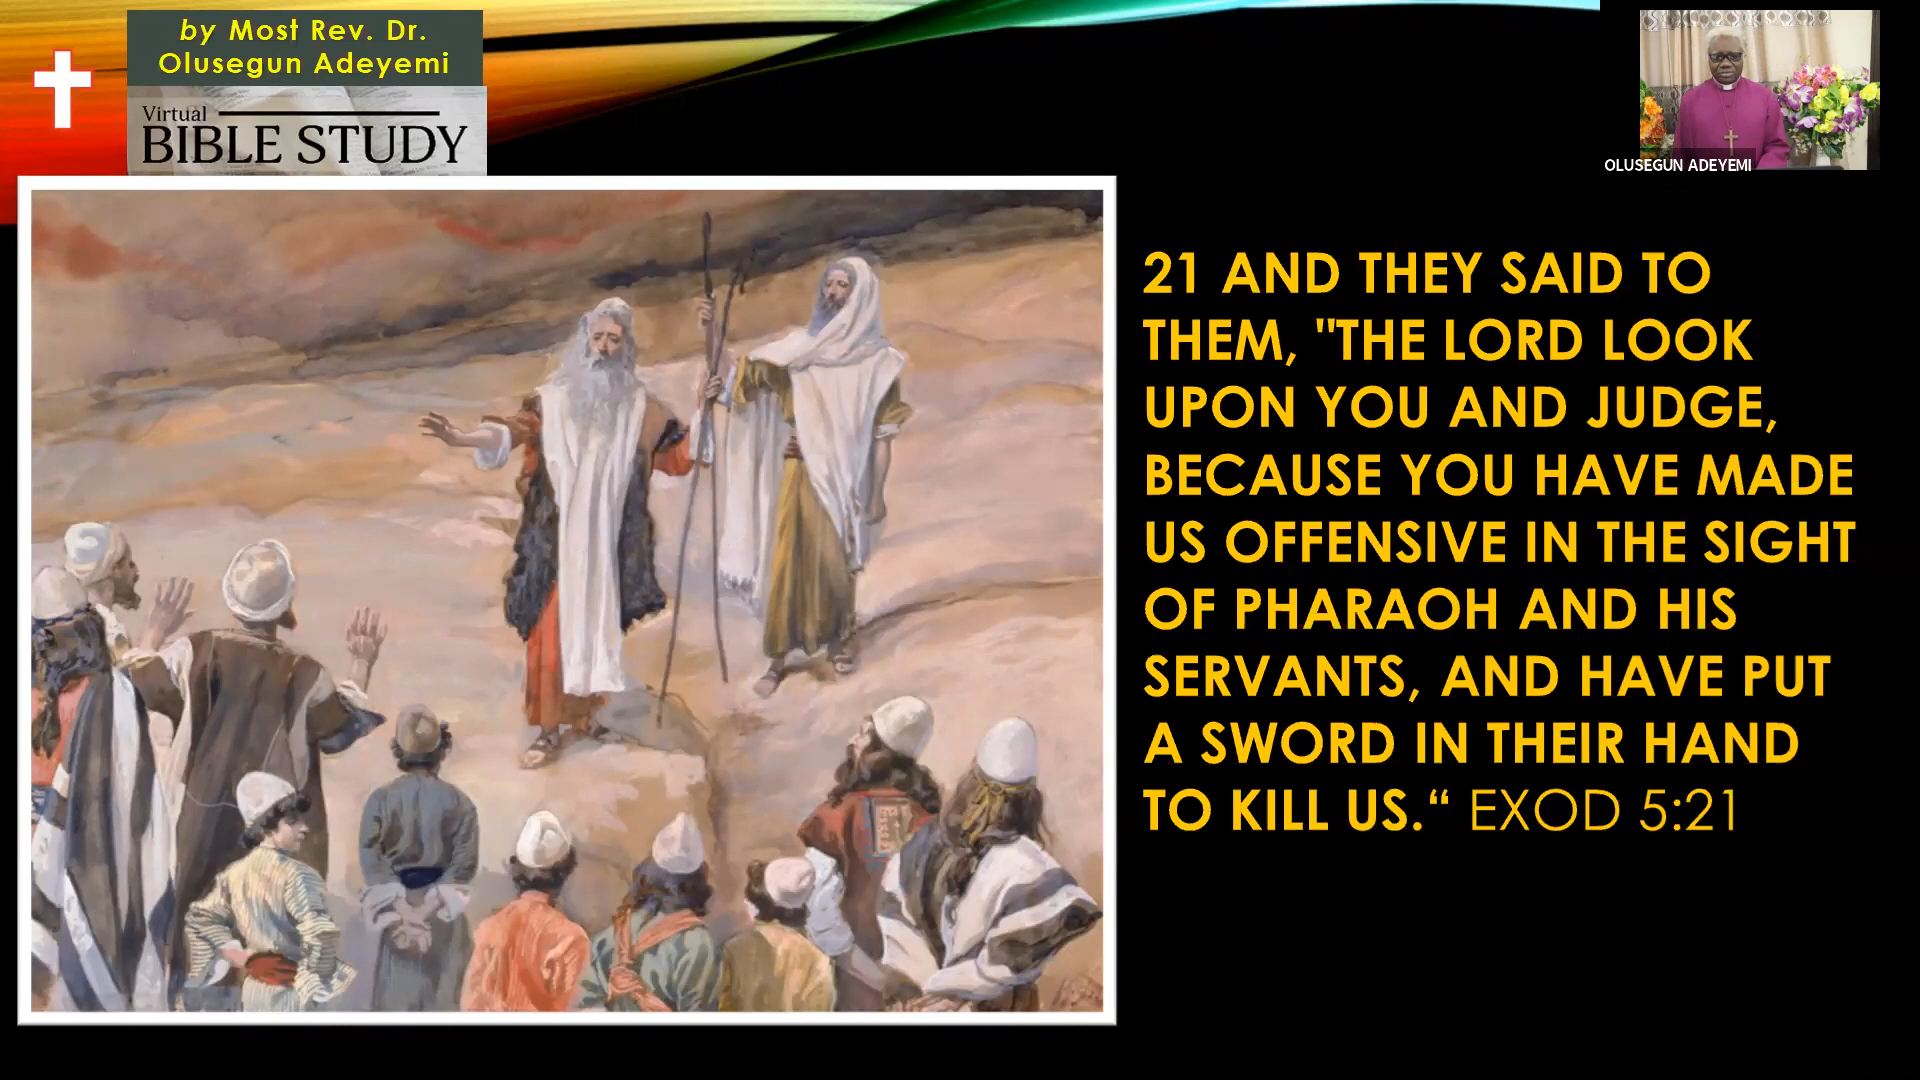 by Most Rev. Dr.
Olusegun Adeyemi
Virtual
BIBLE STUDY
OLUSEGUN ADEYEMI
21 AND THEY SAID TO
THEM, "THE LORD LOOK
UPON YOU AND JUDGE,
BECAUSE YOU HAVE MADE
US OFFENSIVE IN THE SIGHT
OF PHARAOH AND HIS
SERVANTS, AND HAVE PUT
A SWORD IN THEIR HAND
TO KILL US.“ EXOD 5:21